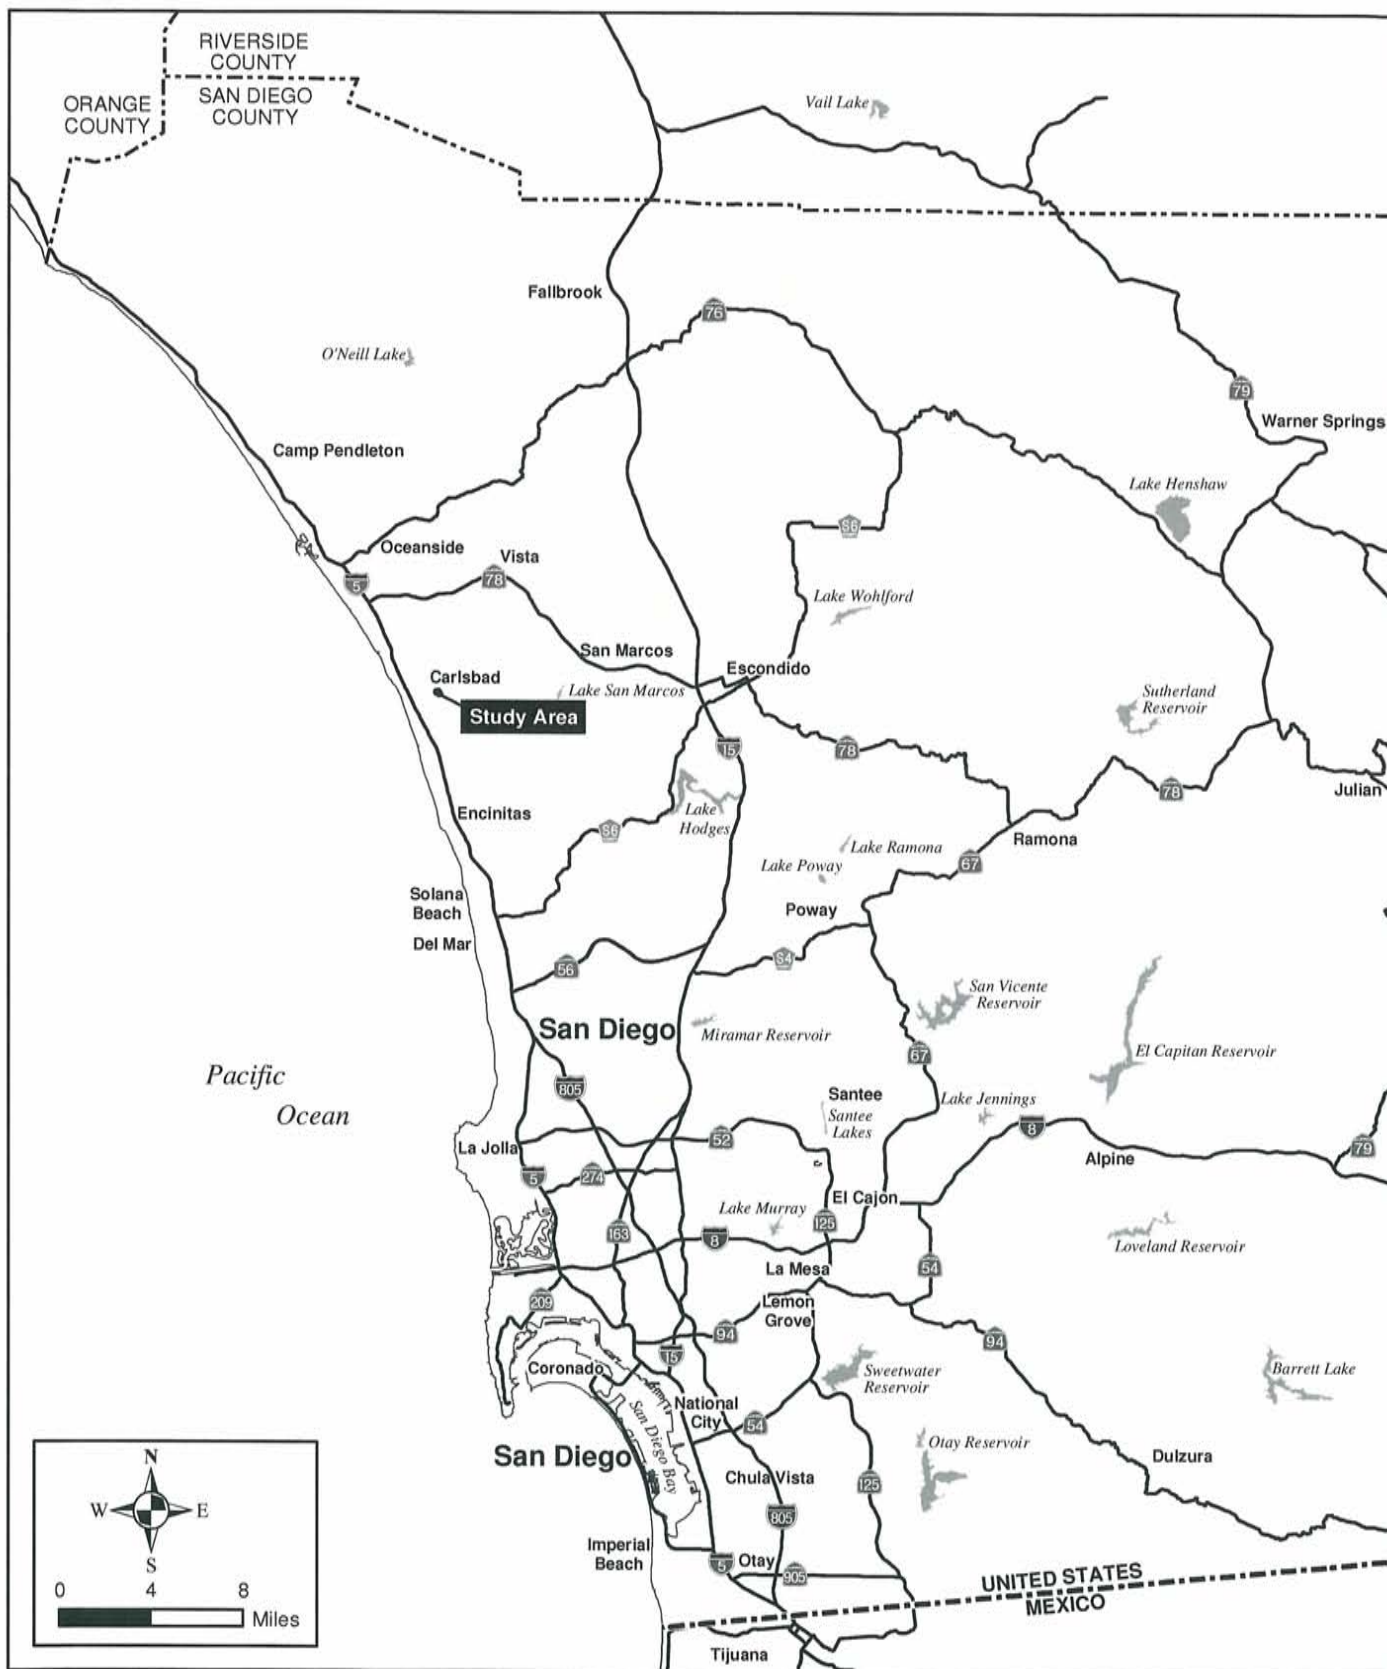 RIVERSIDE
COUNTY
ORANGE
COUNTY
SAN DIEGO
COUNTY
Vail Lake
Fallbrook
76
O'Neill Lake
79
Warner Springs
Camp Pendleton
Lake Henshaw
S6
Oceanside
Vista
5
78
Lake Wohlford
San Marcos
Escondido
Carlsbad
Lake San Marcos
Study Area
Sutherland
Reservoir
15
78
78
Julian
Encinitas
Lake
Hodges
S6
Ramona
Lake Ramona
67
Lake Poway
Solana
Beach
Poway
Del Mar
56
S4
San Vicente
Reservoir
San Diego
Miramar Reservoir
67
El Capitan Reservoir
Pacific
Ocean
805
Santee
Santee
Lakes
Lake Jennings
8
52
La Jolla
79
Alpine
5
274
El Cajon
Lake Murray
125
163
8
Loveland Reservoir
La Mesa
54
209
Lemon
Grove
94
94
15
Coronado
Sweetwater
Reservoir
Barrett Lake
National
City
54
San Diego Bay
Otay Reservoir
San Diego
Dulzura
Chula Vista
125
805
Imperial
Beach
5
Otay
905
UNITED STATES
MEXICO
Tijuana
N
W
E
S
0
4
8
Miles